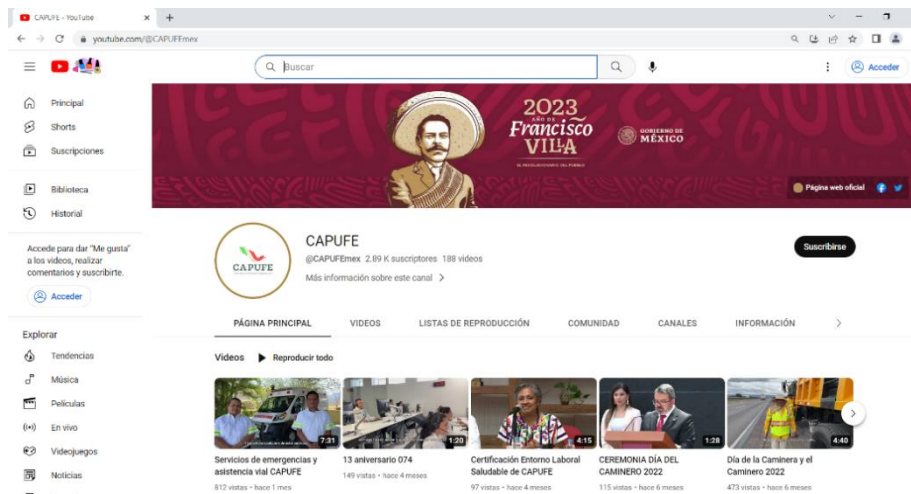 CAPUFE - YouTube
youtube.com/@CAPUFEmex
Buscar
Acceder
Principal
Shorts
Suscripciones
Biblioteca
Historial
Accede para dar "Me gusta"
a los videos, realizar
comentarios y suscribirte.
Acceder
Explorar
Tendencias
Música
Películas
En vivo
Videojuegos
Noticias
2023
AÑO DE
Francisco
VILLA
EL REVOLUCIONARIO DEL PUEBLO
GOBIERNO DE
MÉXICO
Página web oficial
CAPUFE
CAPUFE
@CAPUFEmex 2.89 K suscriptores 188 videos
Más información sobre este canal
Suscribirse
PÁGINA PRINCIPAL VIDEOS LISTAS DE REPRODUCCIÓN COMUNIDAD CANALES INFORMACIÓN
Videos Reproducir todo
7:31
1:20
4:15
1:28
4:40
Servicios de emergencias y
asistencia vial CAPUFE
812 vistas • hace 1 mes
13 aniversario 074
149 vistas • hace 4 meses
Certificación Entorno Laboral
Saludable de CAPUFE
97 vistas • hace 4 meses
CEREMONIA DÍA DEL
CAMINERO 2022
115 vistas • hace 6 meses
Día de la Caminera y el
Caminero 2022
473 vistas • hace 6 meses